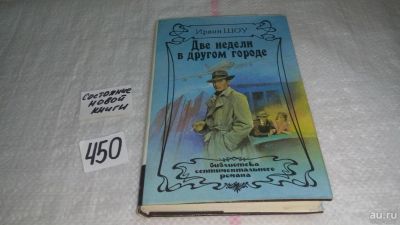 Состояние
новой
книги
450
Ирвин ШОУ
Две недели
в другом городе
библиотека
сентиментального
романа
au.ru